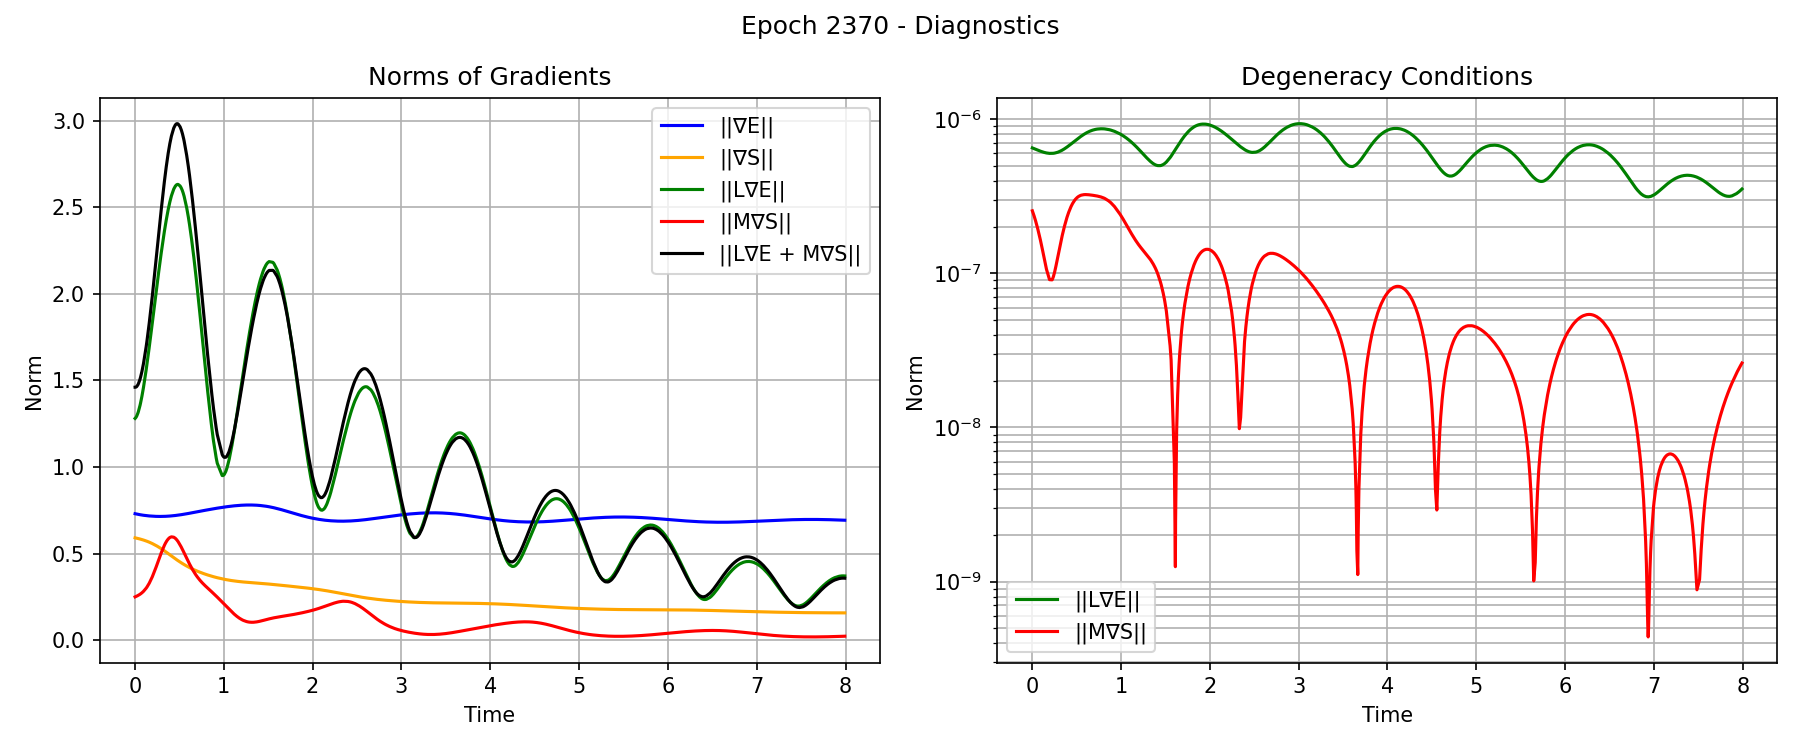 Epoch 2370 - Diagnostics
Norms of Gradients
Norm
3.0
2.5
2.0
1.5
1.0
0.5
0.0
0 1 2 3 4 5 6 7 8
Time
||∇E||
||∇S||
||L∇E||
||M∇S||
||L∇E + M∇S||
Degeneracy Conditions
Norm
10⁻⁶
10⁻⁷
10⁻⁸
10⁻⁹
0 1 2 3 4 5 6 7 8
Time
||L∇E||
||M∇S||